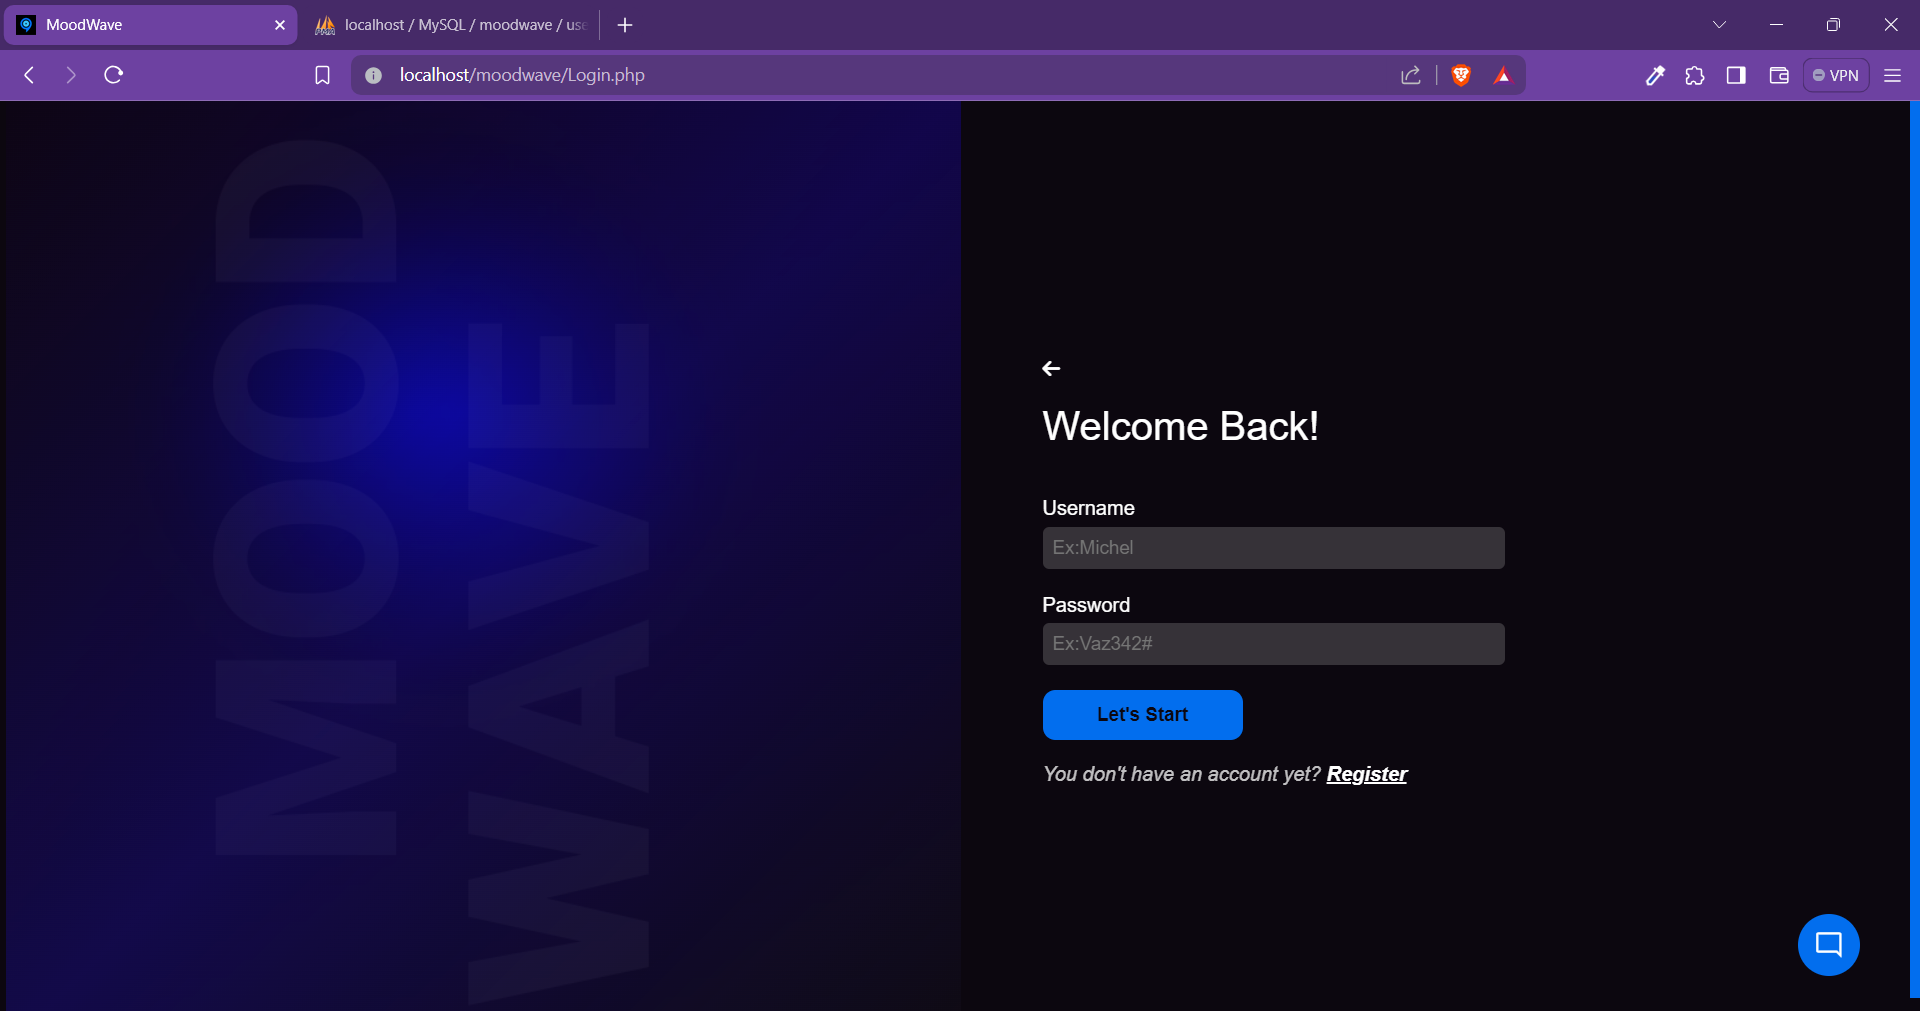 MoodWave
localhost / MySQL / moodwave / use
localhost/moodwave/Login.php
VPN
MOOD
WAVE
Welcome Back!
Username
Ex:Michel
Password
Ex:Vaz342#
Let's Start
You don't have an account yet? Register